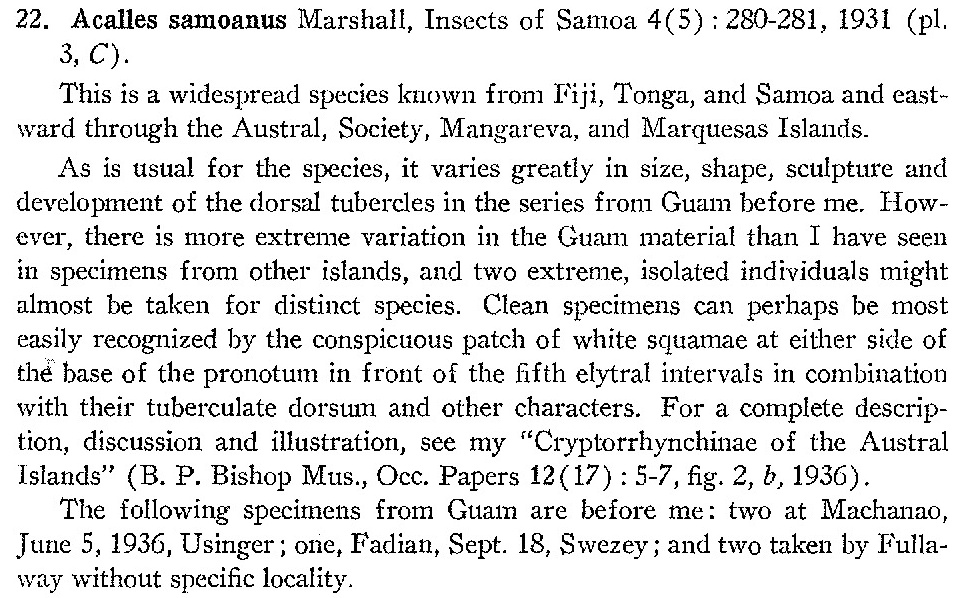 22. Acalles samoanus Marshall, Insects of Samoa 4(5) : 280-281, 1931 (pl.
3, C).
This is a widespread species known from Fiji, Tonga, and Samoa and east-
ward through the Austral, Society, Mangareva, and Marquesas Islands.
As is usual for the species, it varies greatly in size, shape, sculpture and
development of the dorsal tubercles in the series from Guam before me. How-
ever, there is more extreme variation in the Guam material than I have seen
in specimens from other islands, and two extreme, isolated individuals might
almost be taken for distinct species. Clean specimens can perhaps be most
easily recognized by the conspicuous patch of white squamae at either side of
the base of the pronotum in front of the fifth elytral intervals in combination
with their tuberculate dorsum and other characters. For a complete descrip-
tion, discussion and illustration, see my "Cryptorrhynchinae of the Austral
Islands" (B. P. Bishop Mus., Occ. Papers 12(17) : 5-7, fig. 2, b, 1936).
The following specimens from Guam are before me: two at Machanao,
June 5, 1936, Usinger; one, Fadian, Sept. 18, Swezey; and two taken by Fulla-
way without specific locality.